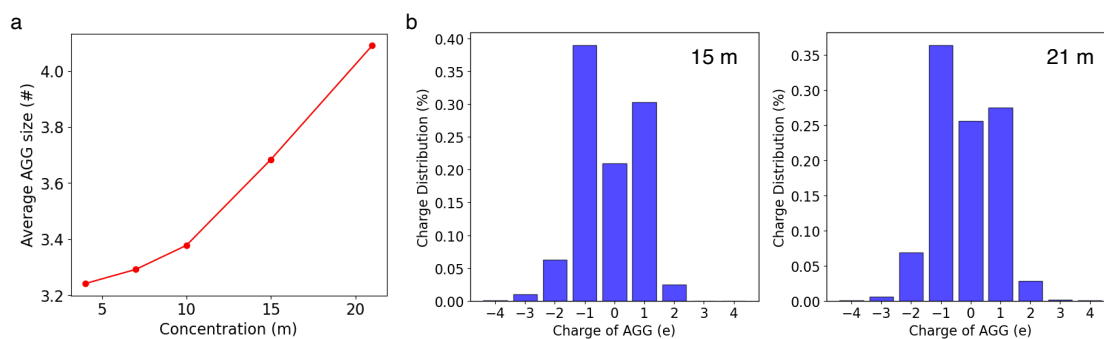 a
4.0
3.8
3.6
3.4
3.2
Average AGG size (#)
5 10 15 20
Concentration (m)
b
15 m
0.40
0.35
0.30
0.25
0.20
0.15
0.10
0.05
0.00
Charge Distribution (%)
−4 −3 −2 −1 0 1 2 3 4
Charge of AGG (e)
21 m
0.35
0.30
0.25
0.20
0.15
0.10
0.05
0.00
Charge Distribution (%)
−4 −3 −2 −1 0 1 2 3 4
Charge of AGG (e)